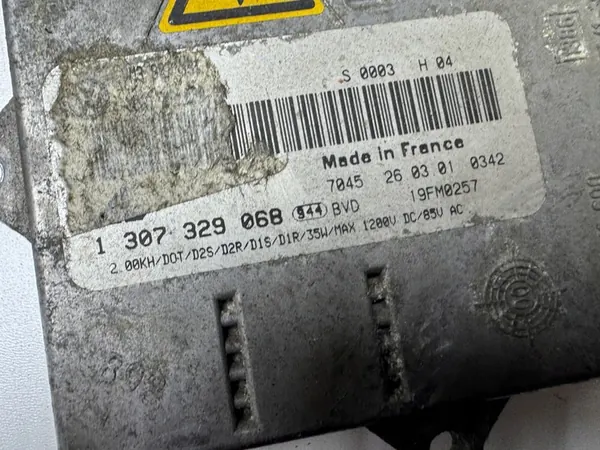 S 0003 H 04
Made in France
7045 26 03 01 0342
19FM0257
1 307 329 068 944 BVD
2.00KH/DOT/D2S/D2R/D1S/D1R/35W/MAX 1200V DC/85V AC